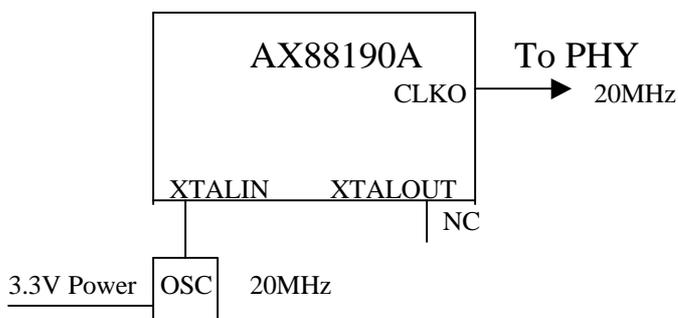 AX88190A
To PHY
CLKO
20MHz
XTALIN
XTALOUT
NC
3.3V Power
OSC
20MHz